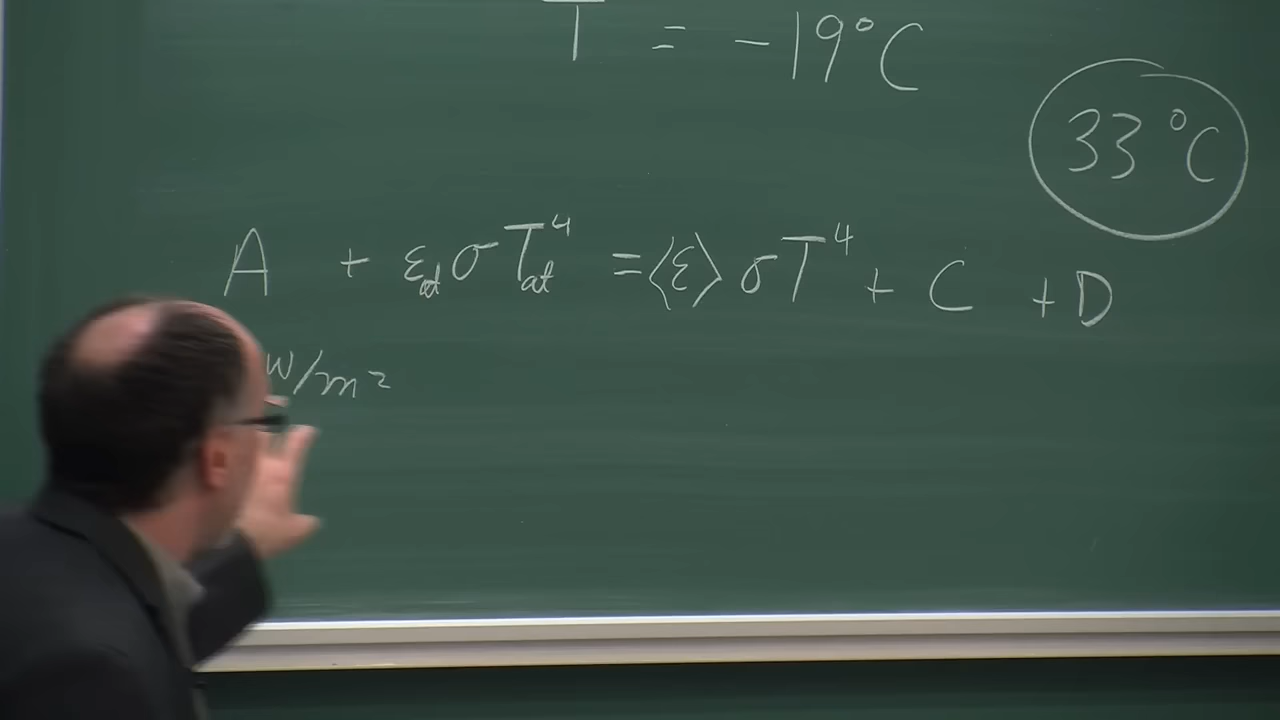 T = -19°C
33°C
A + ε_at σ T_at^4 = ⟨ε⟩ σ T^4 + C + D
W/m²